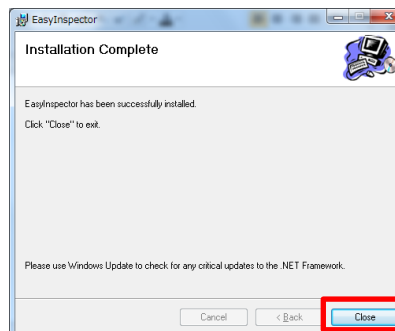 EasyInspector
Installation Complete
EasyInspector has been successfully installed.
Click "Close" to exit.
Please use Windows Update to check for any critical updates to the .NET Framework.
Cancel
< Back
Close